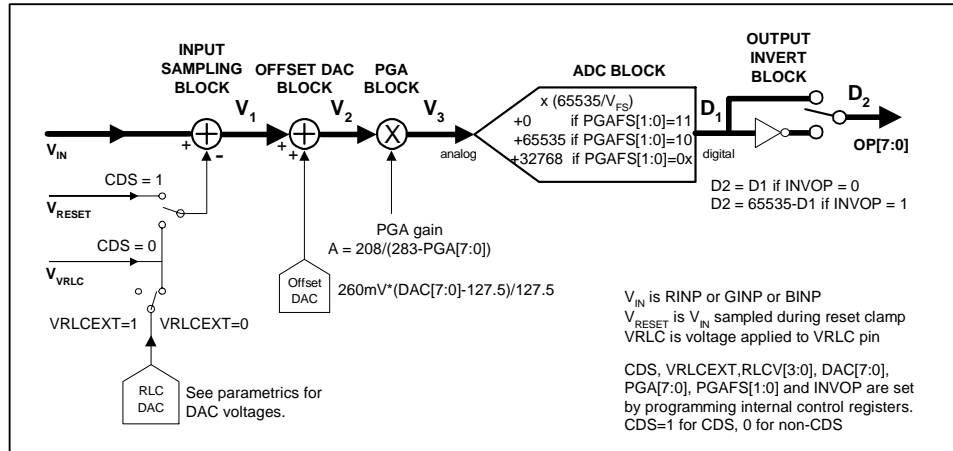 INPUT
SAMPLING
BLOCK
OFFSET DAC
BLOCK
PGA
BLOCK
ADC BLOCK
OUTPUT
INVERT
BLOCK
V1
V2
V3
x (65535/VFS)
+0 if PGAFS[1:0]=11
+65535 if PGAFS[1:0]=10
+32768 if PGAFS[1:0]=0x
D1
D2
VIN
+
-
+
+
X
analog
digital
OP[7:0]
D2 = D1 if INVOP = 0
D2 = 65535-D1 if INVOP = 1
CDS = 1
VRESET
CDS = 0
VVRLC
VRLCEXT=1
VRLCEXT=0
RLC
DAC
See parametrics for
DAC voltages.
PGA gain
A = 208/(283-PGA[7:0])
Offset
DAC
260mV*(DAC[7:0]-127.5)/127.5
VIN is RINP or GINP or BINP
VRESET is VIN sampled during reset clamp
VRLC is voltage applied to VRLC pin
CDS, VRLCEXT,RLCV[3:0], DAC[7:0],
PGA[7:0], PGAFS[1:0] and INVOP are set
by programming internal control registers.
CDS=1 for CDS, 0 for non-CDS